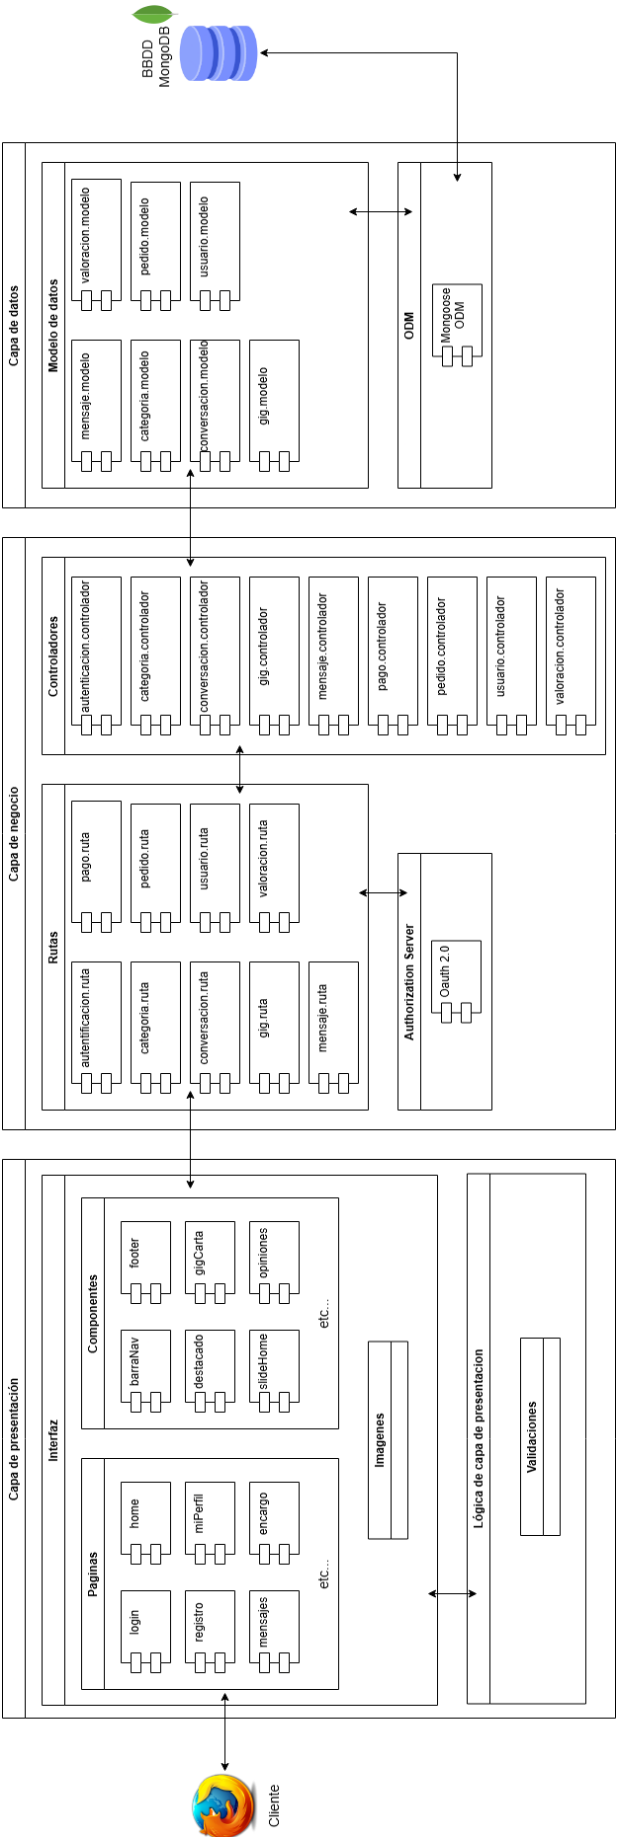 Cliente
Capa de presentación
Interfaz
Paginas
login
home
registro
miPerfil
mensajes
encargo
etc...
Componentes
barraNav
footer
destacado
gigCarta
slideHome
opiniones
etc...
Imagenes
Lógica de capa de presentacion
Validaciones
Capa de negocio
Rutas
autentificacion.ruta
pago.ruta
categoria.ruta
pedido.ruta
conversacion.ruta
usuario.ruta
gig.ruta
valoracion.ruta
mensaje.ruta
Authorization Server
Oauth 2.0
Controladores
autenticacion.controlador
categoria.controlador
conversacion.controlador
gig.controlador
mensaje.controlador
pago.controlador
pedido.controlador
usuario.controlador
valoracion.controlador
Capa de datos
Modelo de datos
mensaje.modelo
valoracion.modelo
categoria.modelo
pedido.modelo
conversacion.modelo
usuario.modelo
gig.modelo
ODM
Mongoose
ODM
BBDD
MongoDB